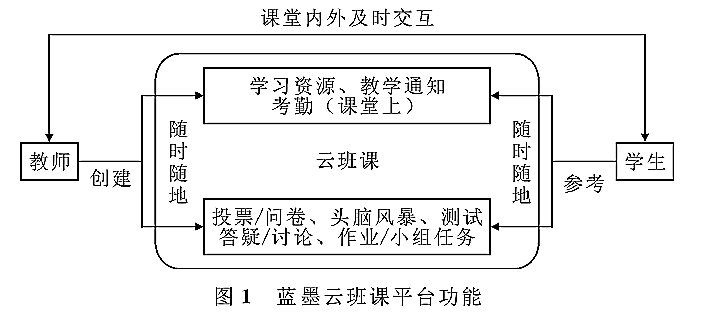 课堂内外及时交互
学习资源、教学通知
考勤（课堂上）
随时随地
随时随地
教师
创建
云班课
参考
学生
投票/问卷、头脑风暴、测试
答疑/讨论、作业/小组任务
图1 蓝墨云班课平台功能